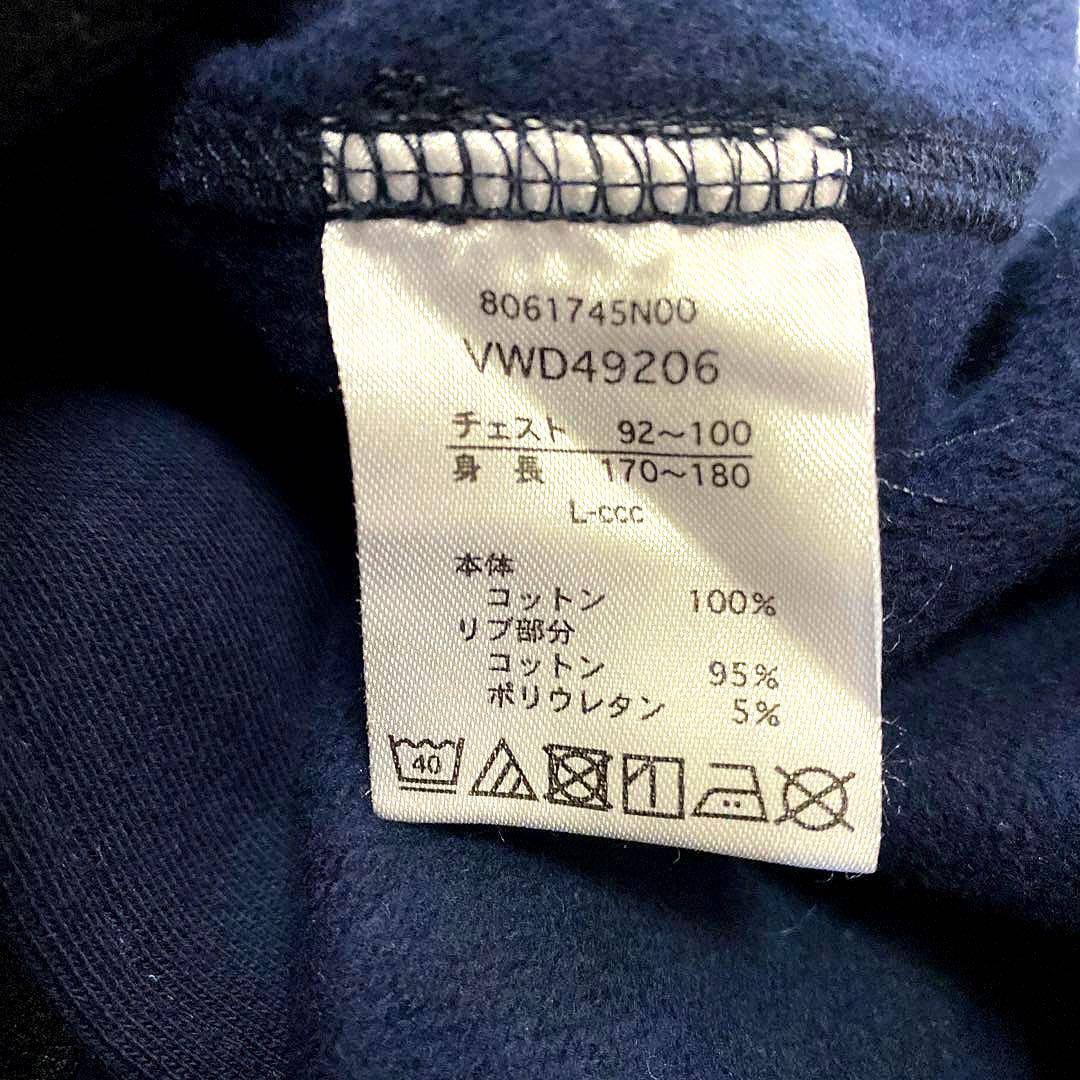 8061745N00
VWD49206
チェスト 92～100
身長 170～180
L-ccc
本体
コットン 100%
リブ部分
コットン 95%
ポリウレタン 5%
40